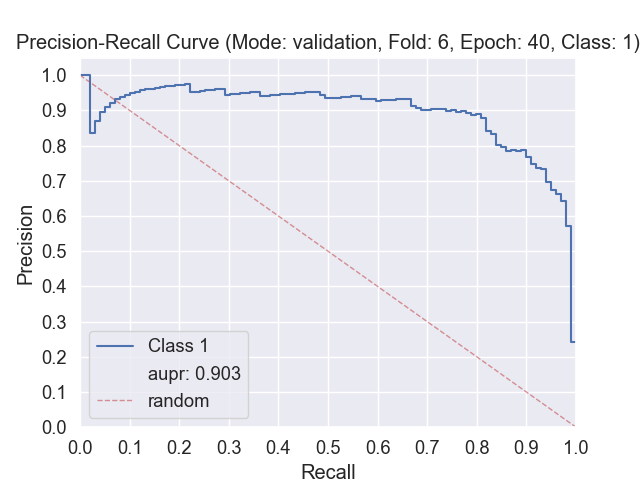 Precision-Recall Curve (Mode: validation, Fold: 6, Epoch: 40, Class: 1)
1.0
0.9
0.8
0.7
0.6
0.5
0.4
0.3
0.2
0.1
0.0
Precision
Class 1
aupr: 0.903
random
0.0 0.1 0.2 0.3 0.4 0.5 0.6 0.7 0.8 0.9 1.0
Recall